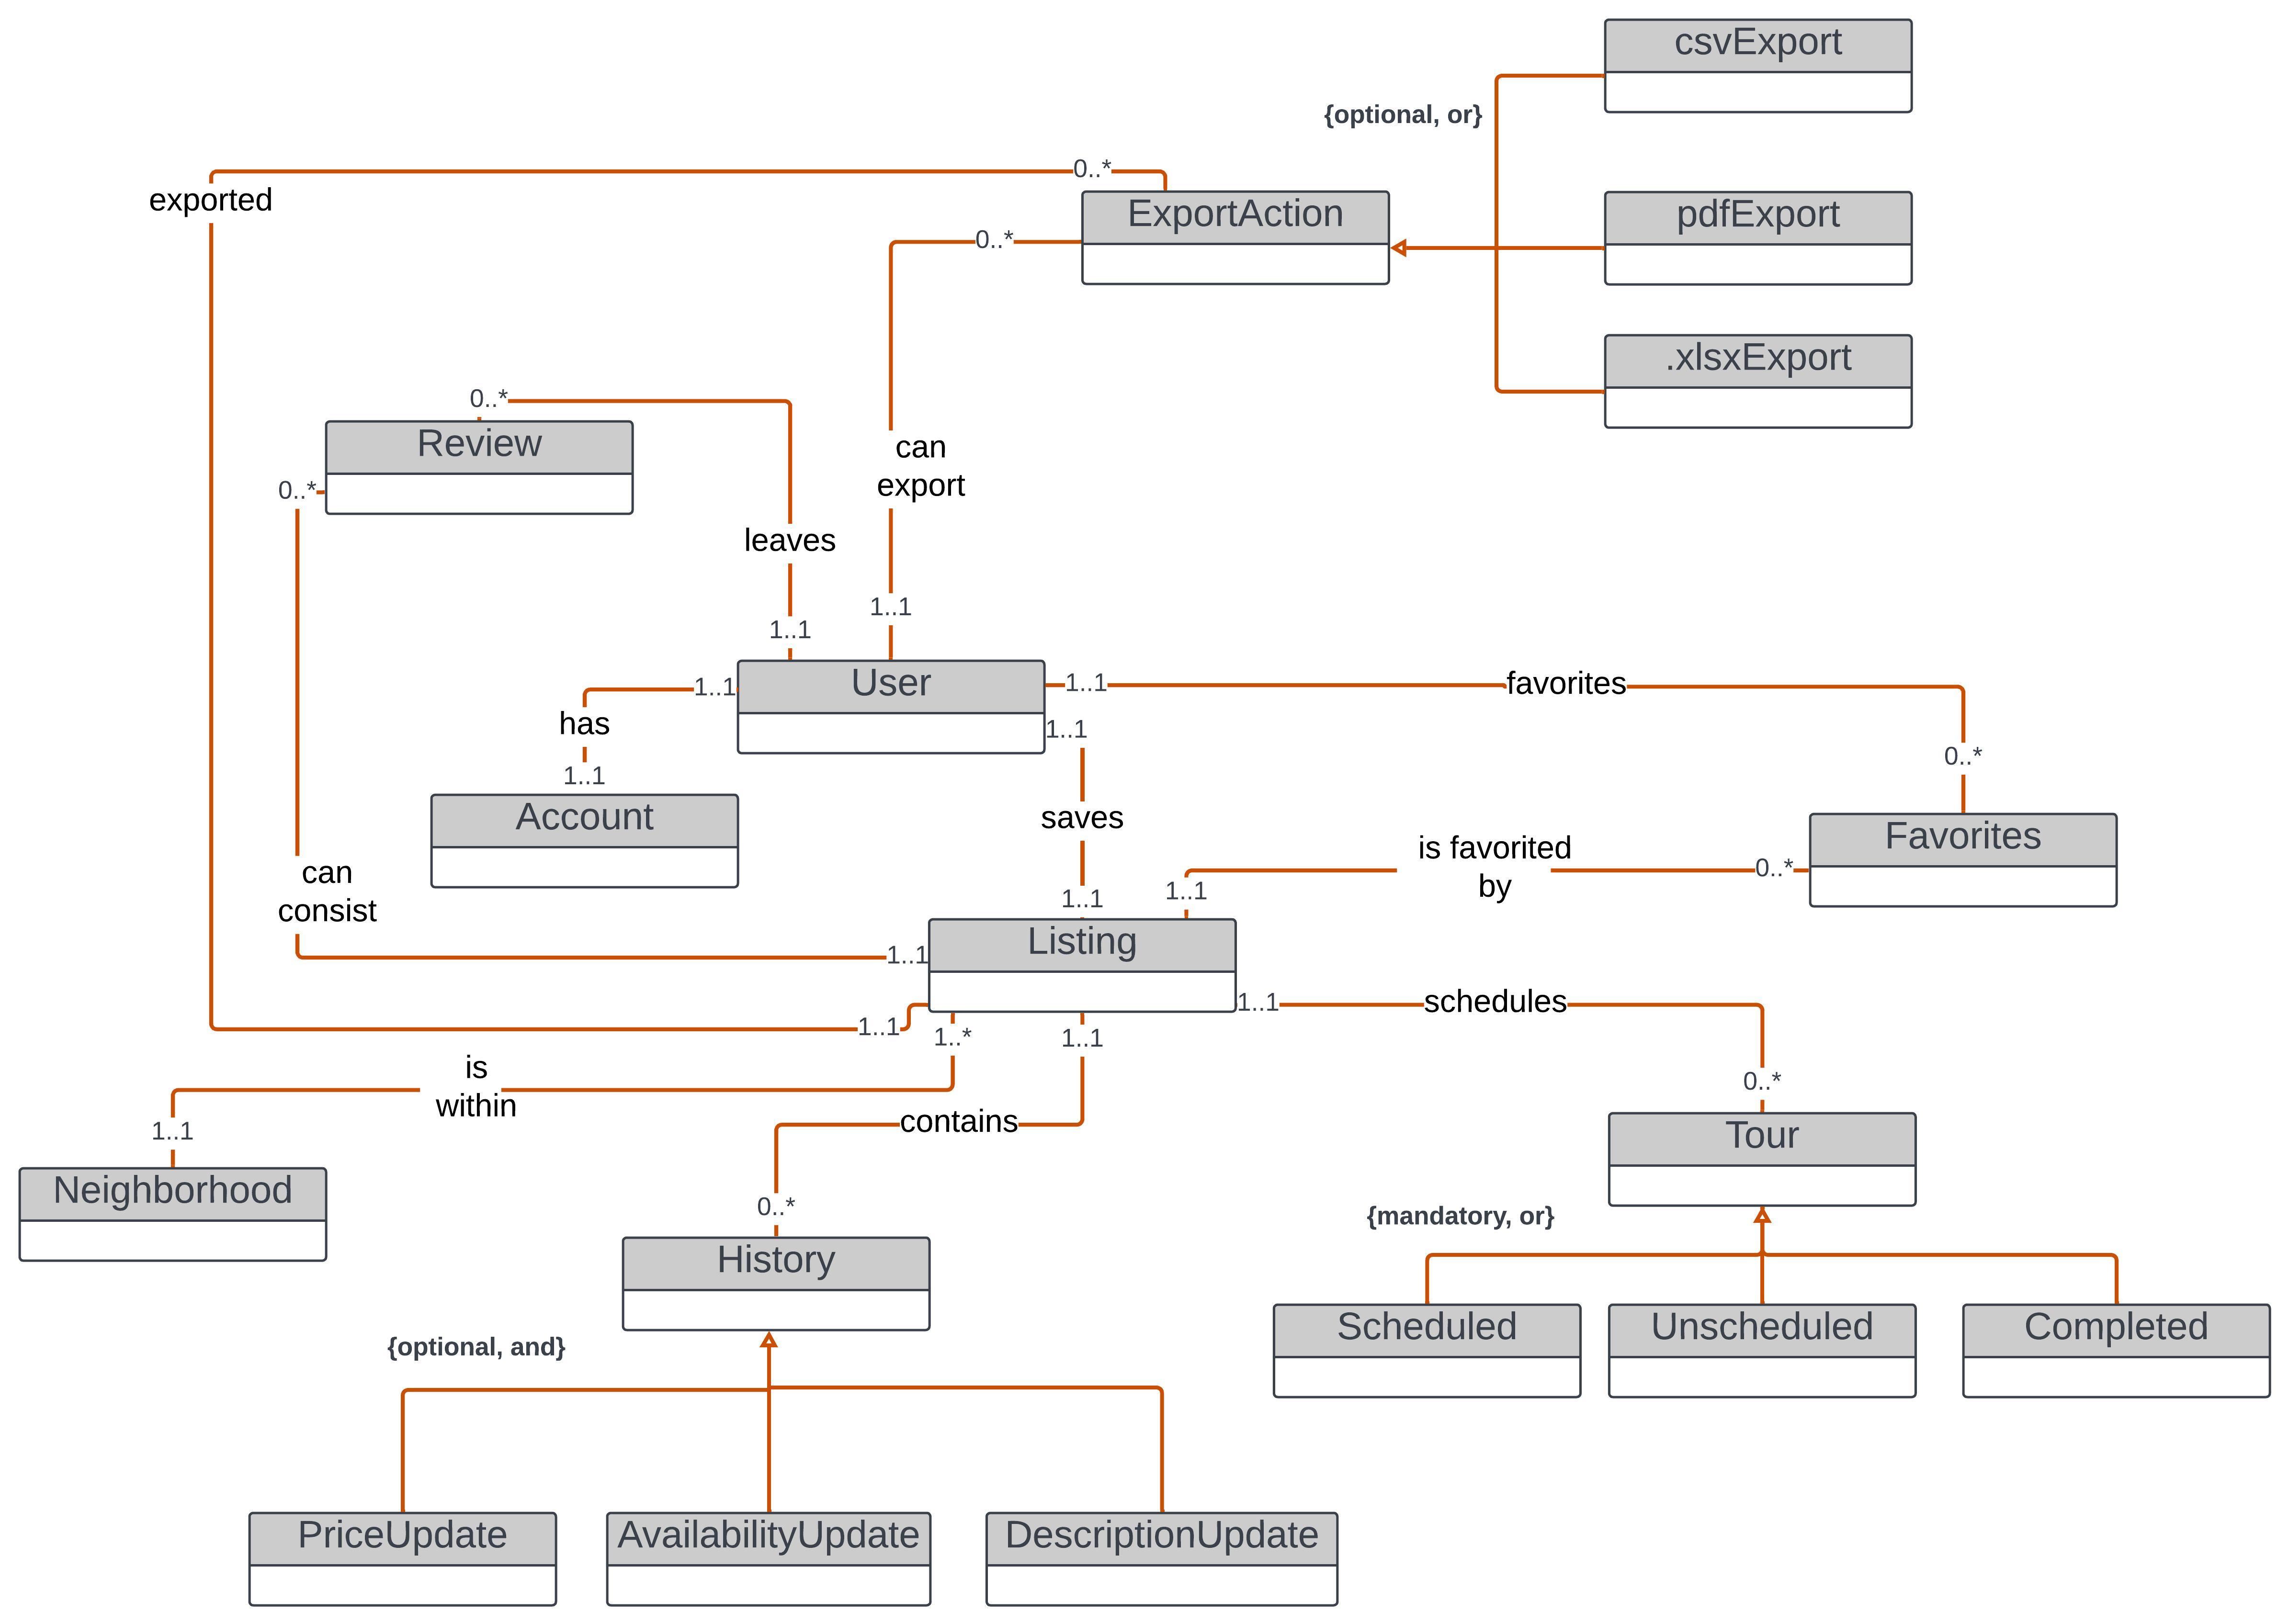 csvExport
{optional, or}
0..*
exported
ExportAction
pdfExport
0..*
.xlsxExport
0..*
Review
can
export
0..*
leaves
1..1
1..1
User
1..1
1..1
favorites
has
1..1
0..*
1..1
Account
saves
Favorites
is favorited
by
0..*
can
consist
1..1
1..1
Listing
1..1
1..1
schedules
1..1
1..*
1..1
is
within
0..*
contains
1..1
Tour
Neighborhood
0..*
{mandatory, or}
History
Scheduled
Unscheduled
Completed
{optional, and}
PriceUpdate
AvailabilityUpdate
DescriptionUpdate